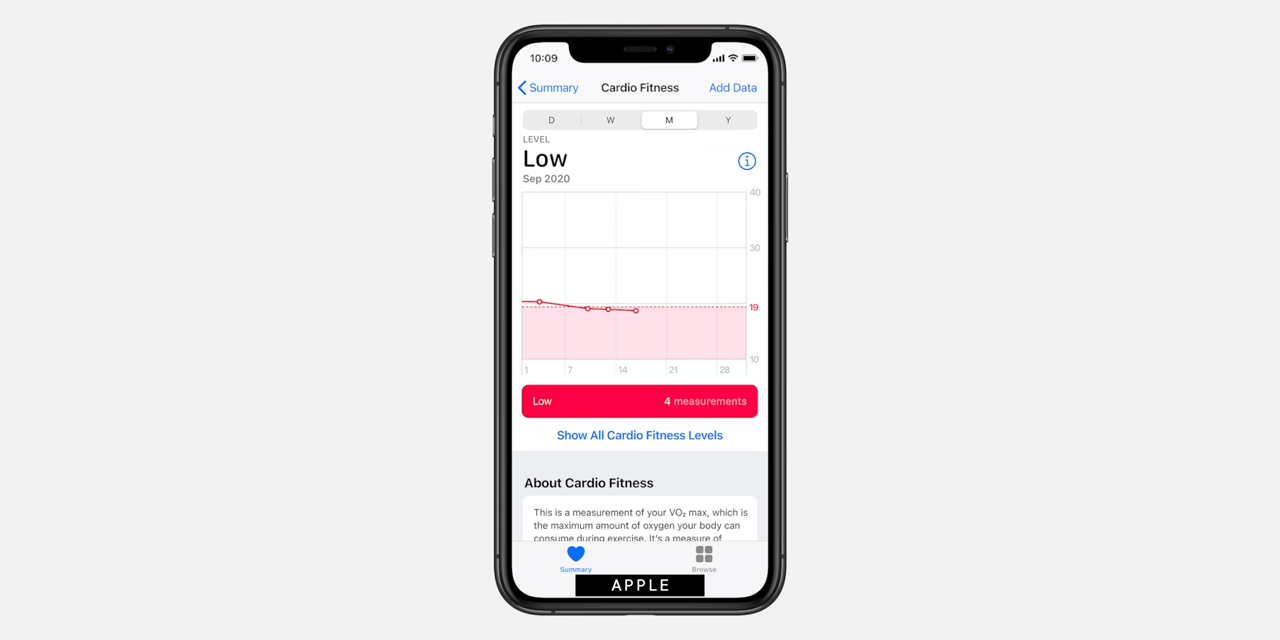 10:09
Summary Cardio Fitness Add Data
D W M Y
LEVEL
Low
Sep 2020
40
30
19
10
1 7 14 21 28
Low 4 measurements
Show All Cardio Fitness Levels
About Cardio Fitness
This is a measurement of your VO₂ max, which is
the maximum amount of oxygen your body can
consume during exercise. It's a measure of
Summary Browse
APPLE